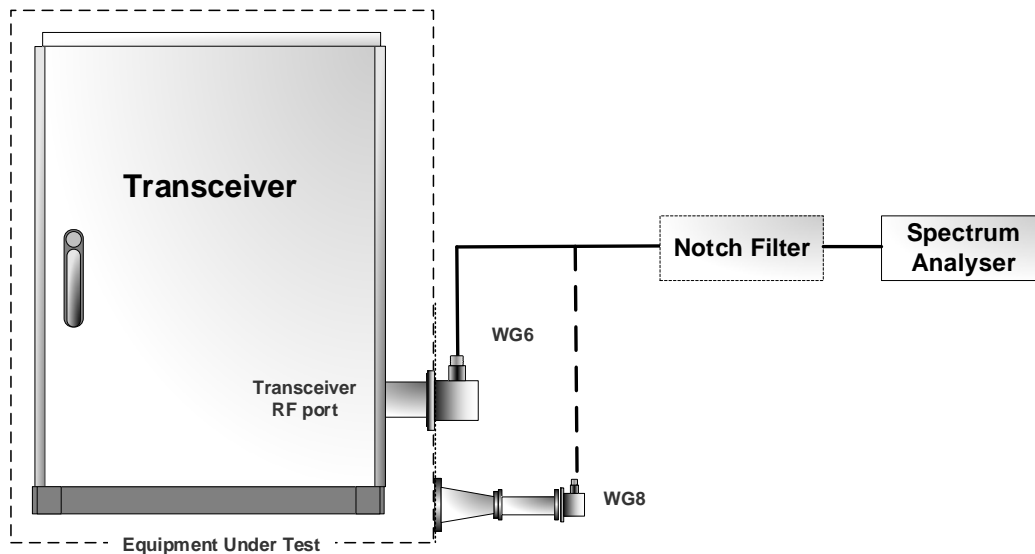 Transceiver
Notch Filter
Spectrum
Analyser
WG6
Transceiver
RF port
WG8
Equipment Under Test